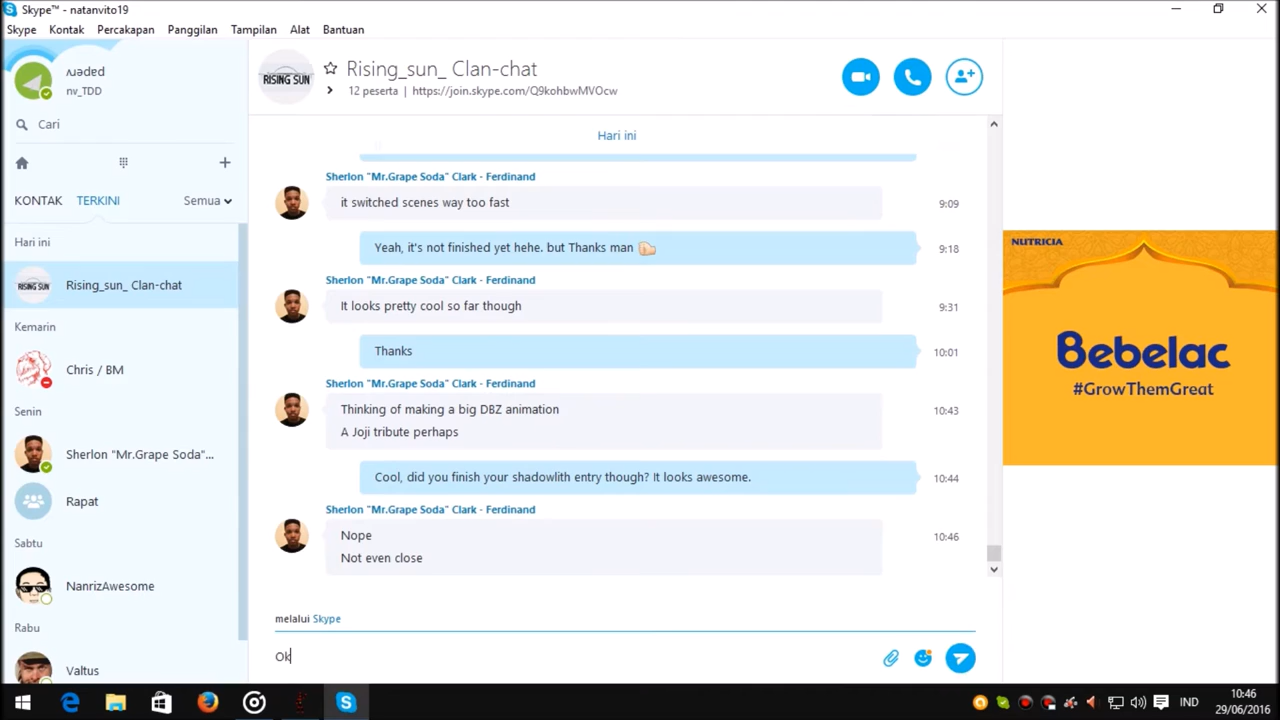 Skype™ - natanvito19
Skype Kontak Percakapan Panggilan Tampilan Alat Bantuan
ʌuǝdɐd
nv_TDD
Cari
KONTAK TERKINI Semua
Hari ini
RISING SUN Rising_sun_ Clan-chat
Kemarin
Chris / BM
Senin
Sherlon "Mr.Grape Soda"...
Rapat
Sabtu
NanrizAwesome
Rabu
Valtus
RISING SUN
Rising_sun_ Clan-chat
12 peserta | https://join.skype.com/Q9kohbwMVOcw
Hari ini
Sherlon "Mr.Grape Soda" Clark - Ferdinand
it switched scenes way too fast 9:09
Yeah, it's not finished yet hehe. but Thanks man 9:18
Sherlon "Mr.Grape Soda" Clark - Ferdinand
It looks pretty cool so far though 9:31
Thanks 10:01
Sherlon "Mr.Grape Soda" Clark - Ferdinand
Thinking of making a big DBZ animation 10:43
A Joji tribute perhaps
Cool, did you finish your shadowlith entry though? It looks awesome. 10:44
Sherlon "Mr.Grape Soda" Clark - Ferdinand
Nope 10:46
Not even close
melalui Skype
Ok
NUTRICIA
Bebelac
#GrowThemGreat
IND
10:46
29/06/2016